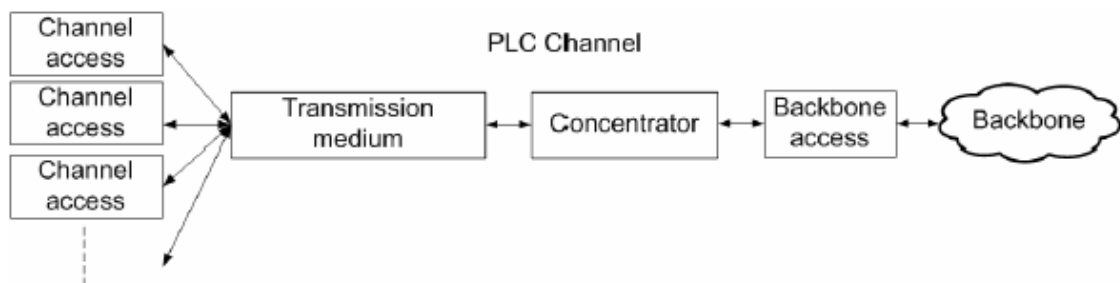 Channel
access
PLC Channel
Channel
access
Transmission
medium
Concentrator
Backbone
access
Backbone
Channel
access